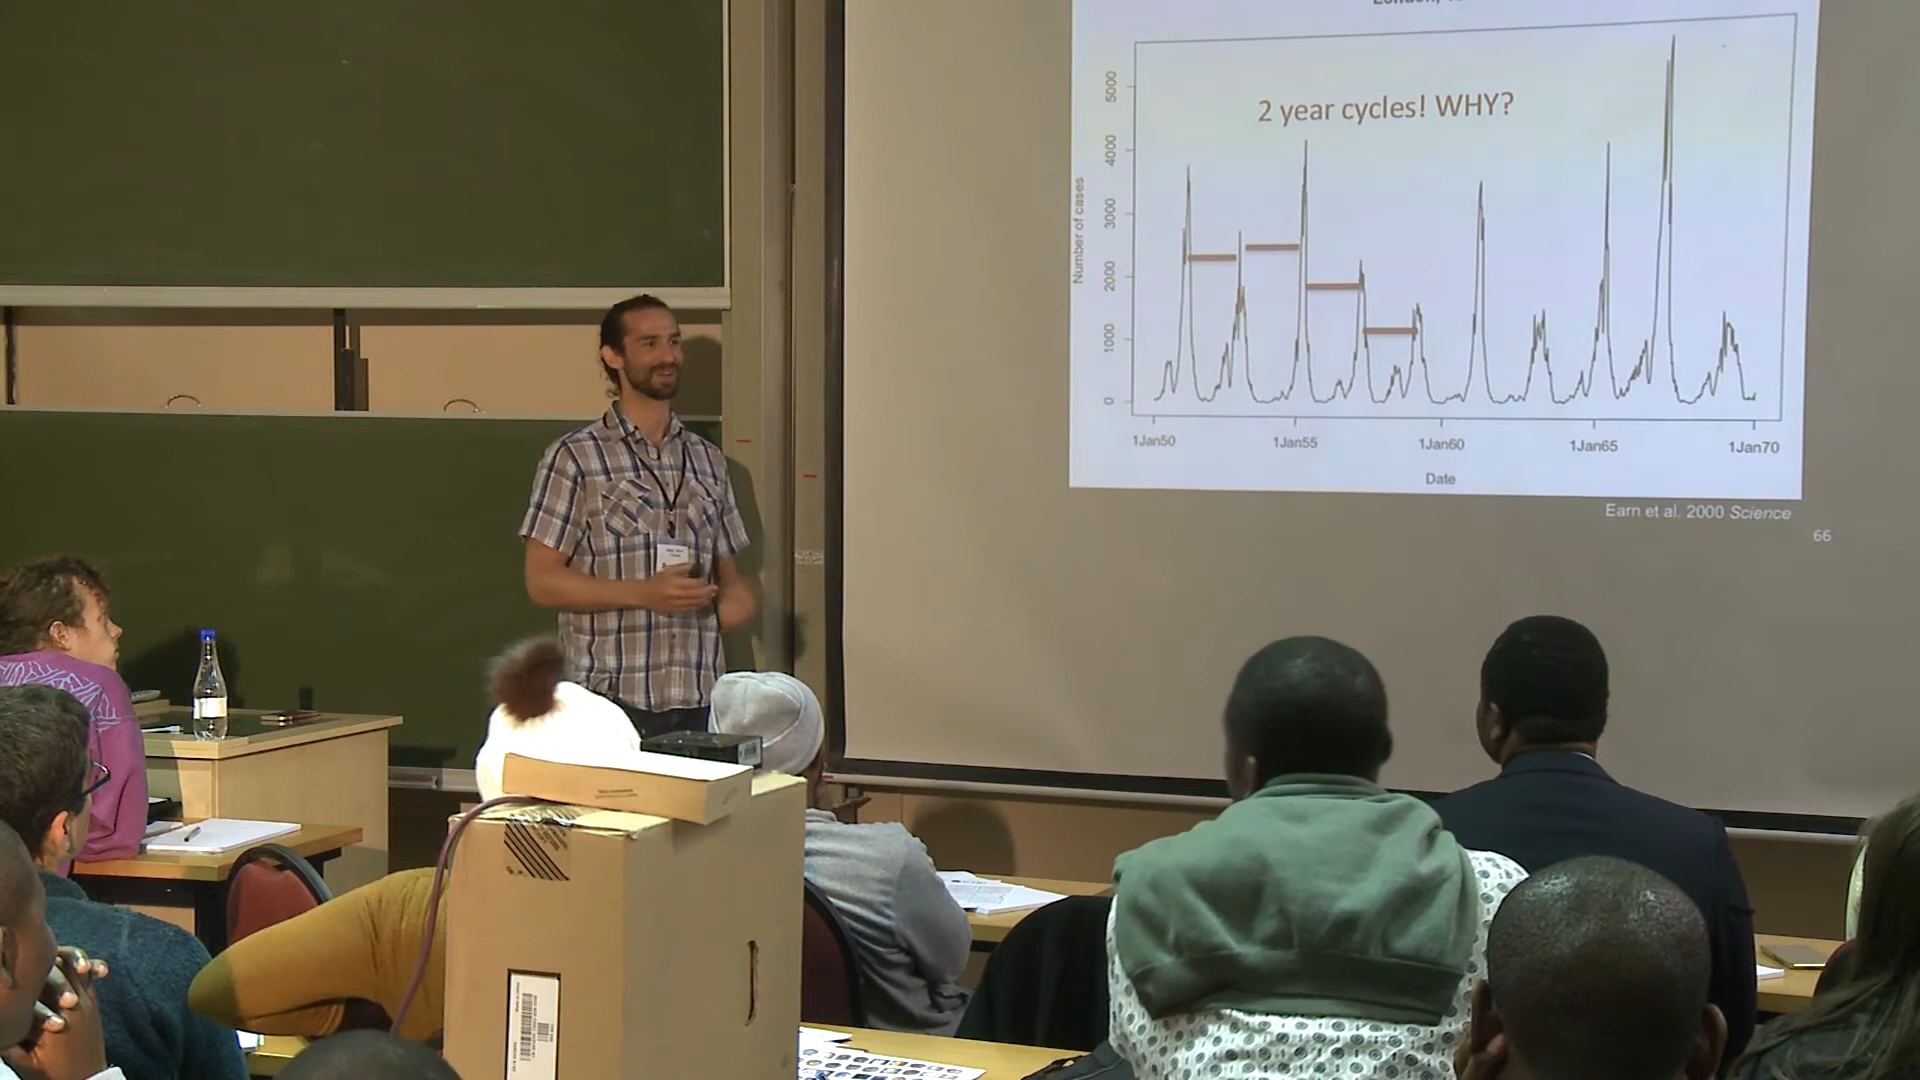 London,
2 year cycles! WHY?
Number of cases
5000
4000
3000
2000
1000
0
1Jan50
1Jan55
1Jan60
1Jan65
1Jan70
Date
Earn et al. 2000 Science
66